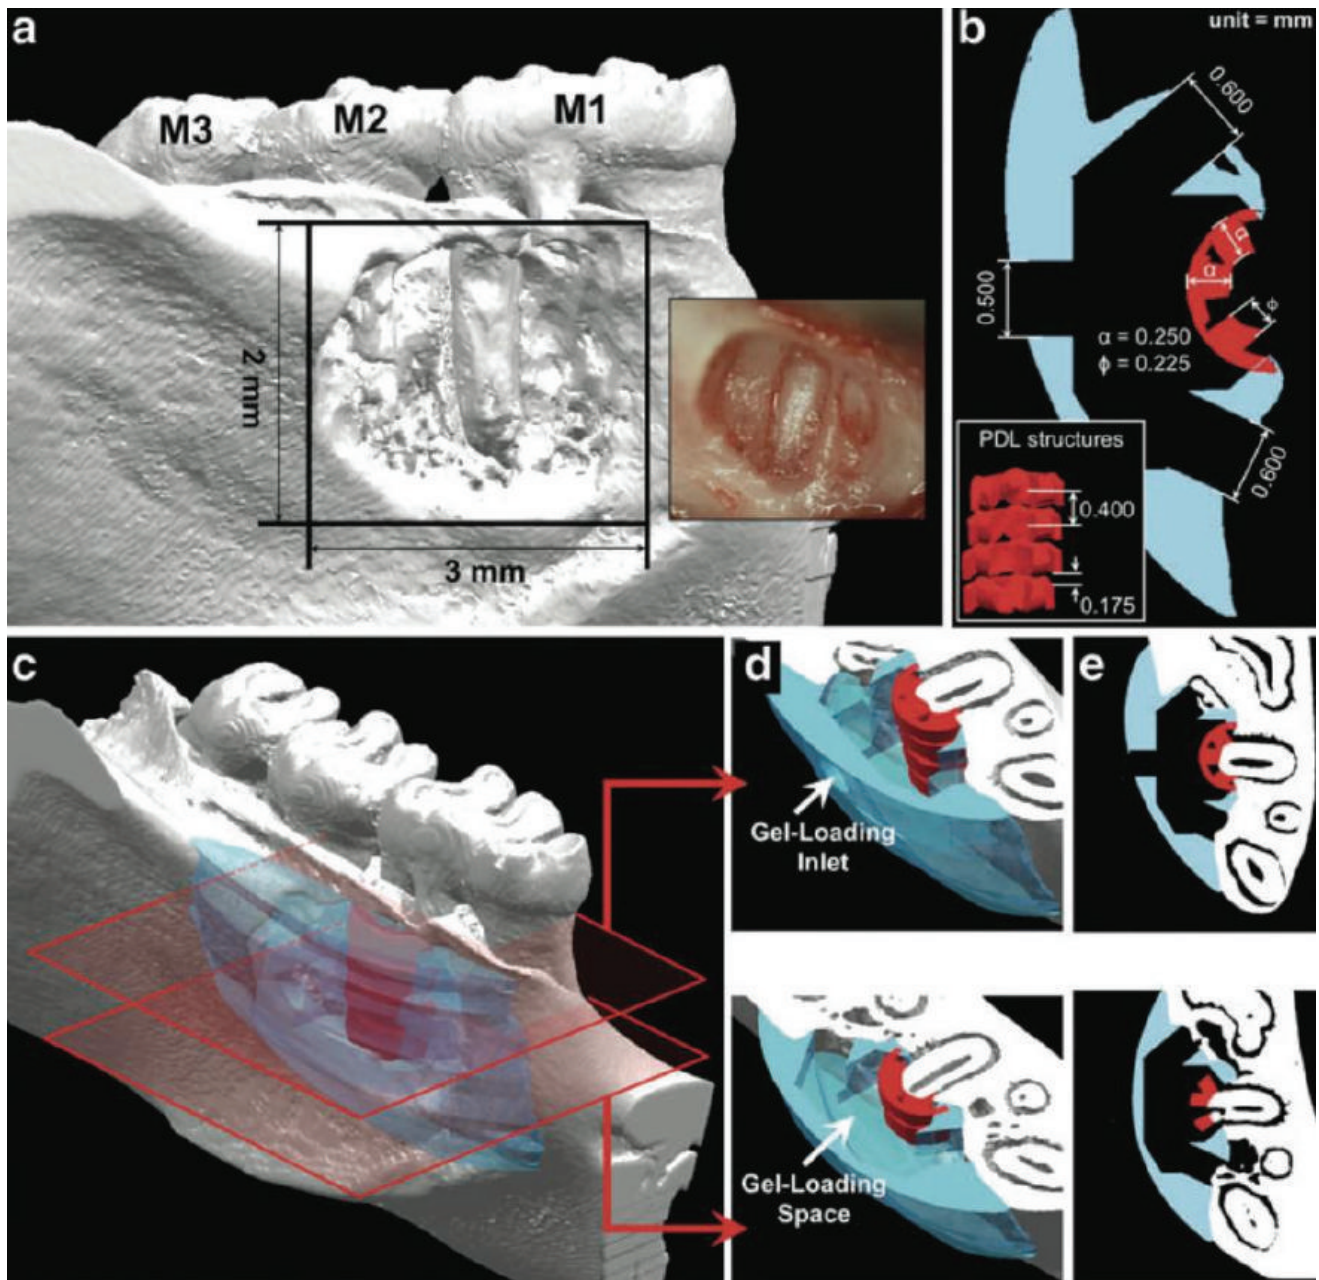 a
M3
M2
M1
2 mm
3 mm
b
unit = mm
0.600
α
α
ϕ
0.500
α = 0.250
ϕ = 0.225
0.600
PDL structures
0.400
0.175
c
d
Gel-Loading
Inlet
Gel-Loading
Space
e